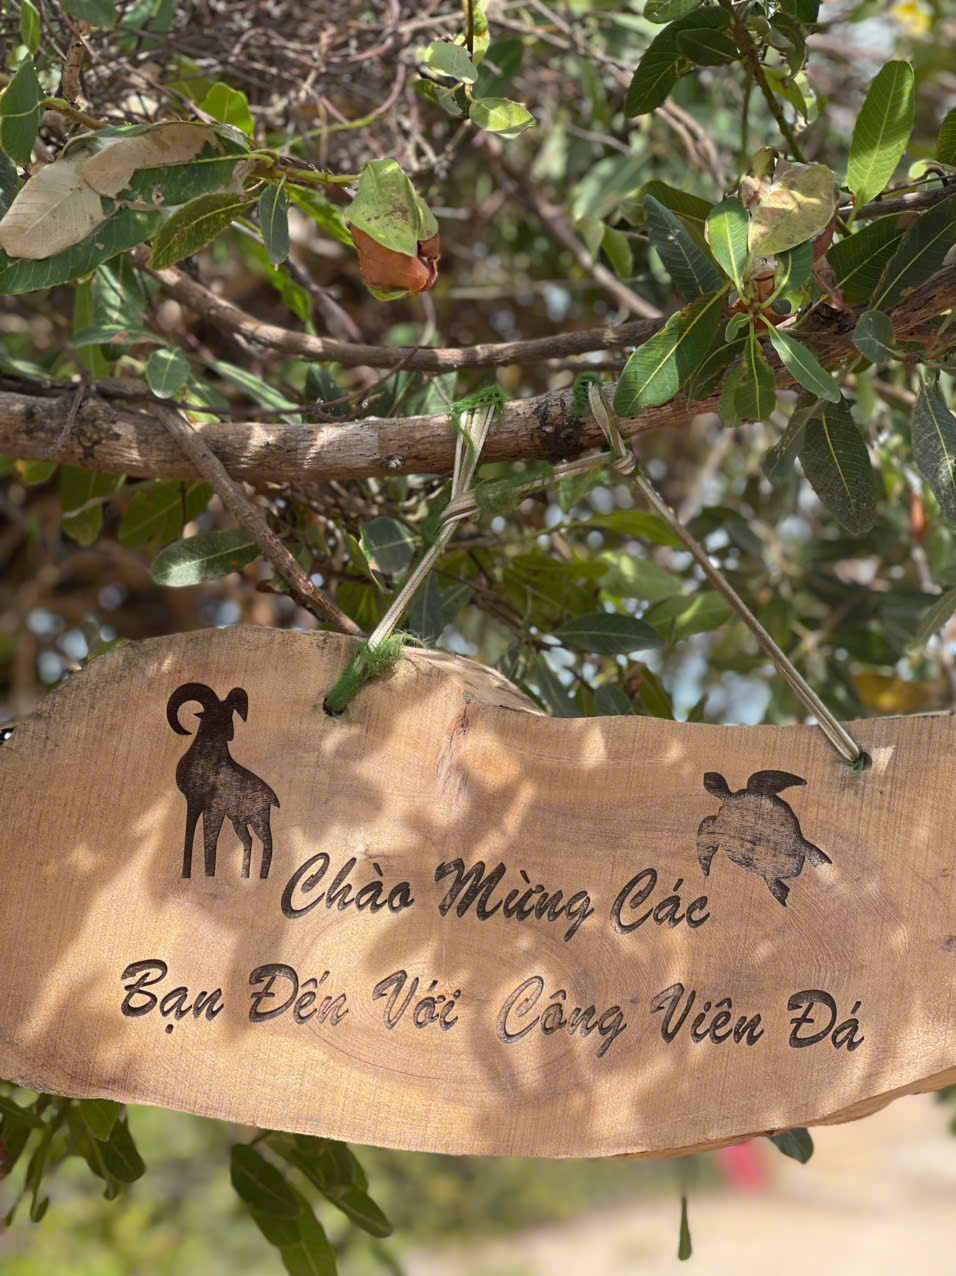 Chào Mừng Các
Bạn Đến Với Công Viên Đá